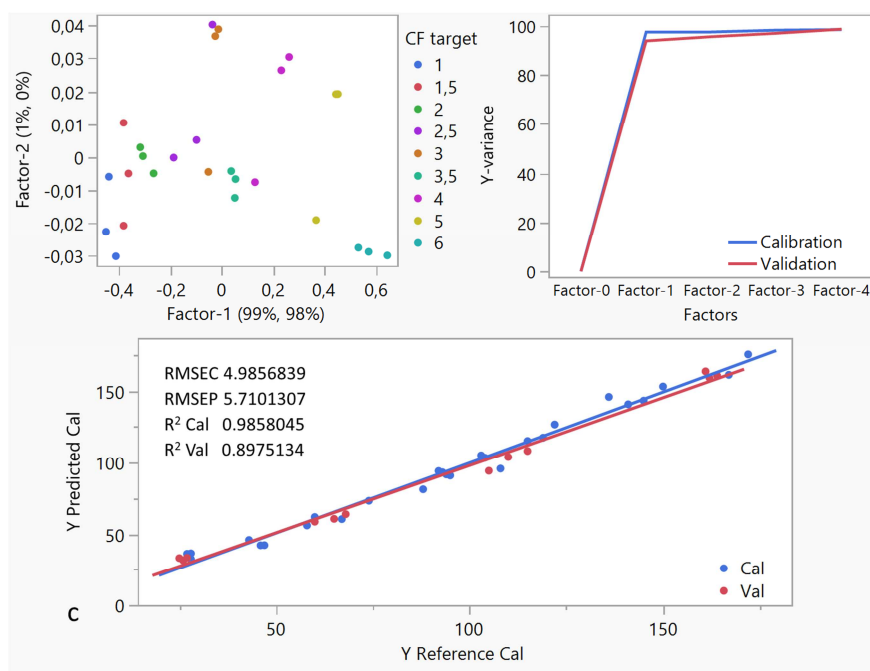 0,04
0,03
0,02
0,01
0
-0,01
-0,02
-0,03
Factor-2 (1%, 0%)
-0,4
-0,2
0
0,2
0,4
0,6
Factor-1 (99%, 98%)
CF target
1
1,5
2
2,5
3
3,5
4
5
6
100
80
60
40
20
0
Y-variance
Calibration
Validation
Factor-0
Factor-1
Factor-2
Factor-3
Factor-4
Factors
RMSEC 4.9856839
RMSEP 5.7101307
R² Cal 0.9858045
R² Val 0.8975134
150
100
50
0
Y Predicted Cal
Cal
Val
C
50
100
150
Y Reference Cal